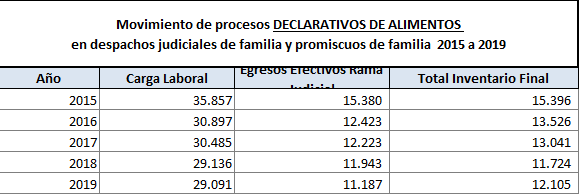 Movimiento de procesos DECLARATIVOS DE ALIMENTOS
en despachos judiciales de familia y promiscuos de familia 2015 a 2019
Año Carga Laboral Egresos Efectivos Rama Judicial Total Inventario Final
2015 35.857 15.380 15.396
2016 30.897 12.423 13.526
2017 30.485 12.223 13.041
2018 29.136 11.943 11.724
2019 29.091 11.187 12.105